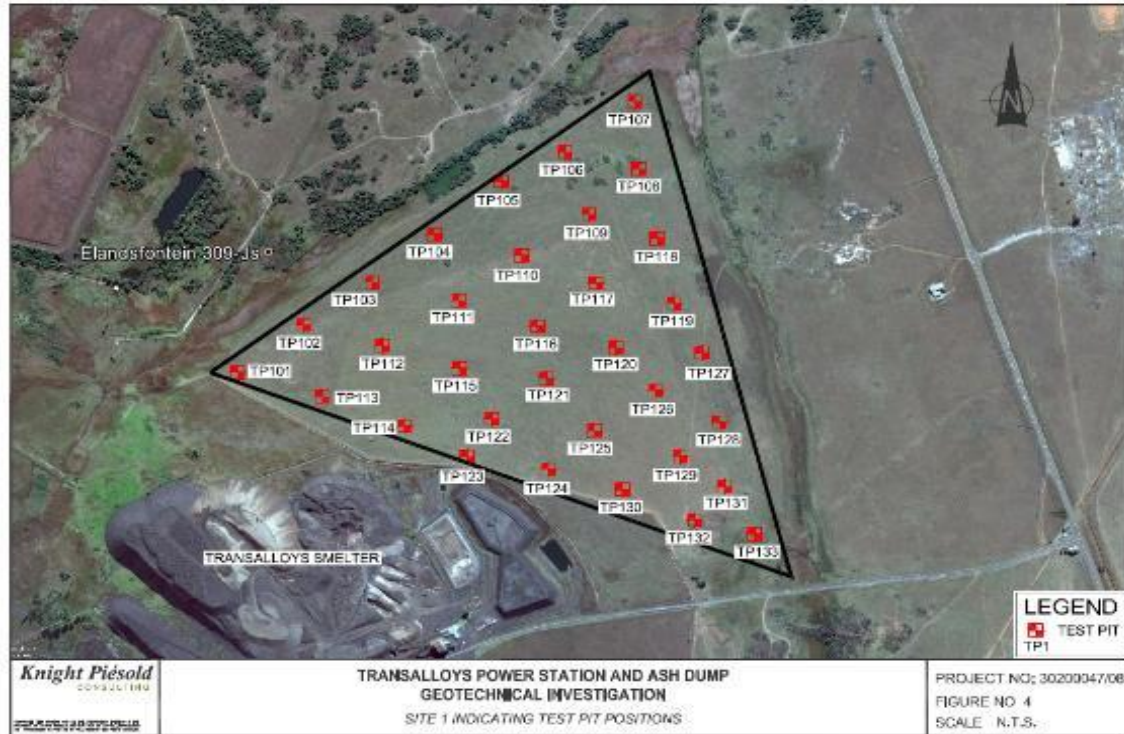 TP107
TP106
TP108
TP105
TP109
TP104
TP118
Elandsfontein 309-Js
TP110
TP103
TP117
TP111
TP119
TP102
TP116
TP112
TP120
TP101
TP127
TP115
TP113
TP121
TP126
TP114
TP122
TP128
TP125
TP123
TP129
TP124
TP131
TP130
TP132
TP133
TRANSALLOYS SMELTER
N
LEGEND
TEST PIT
TP1
Knight Piésold
CONSULTING
TRANSALLOYS POWER STATION AND ASH DUMP
GEOTECHNICAL INVESTIGATION
SITE 1 INDICATING TEST PIT POSITIONS
PROJECT NO: 30200047/08
FIGURE NO 4
SCALE N.T.S.